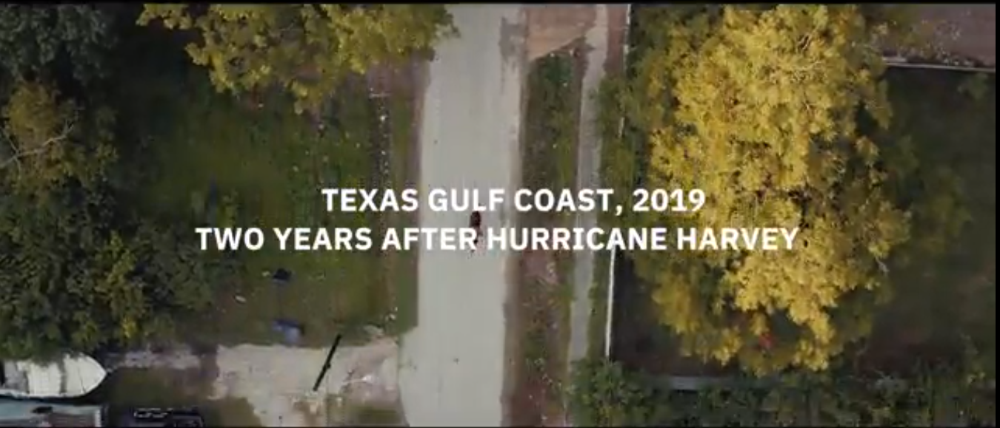 TEXAS GULF COAST, 2019
TWO YEARS AFTER HURRICANE HARVEY